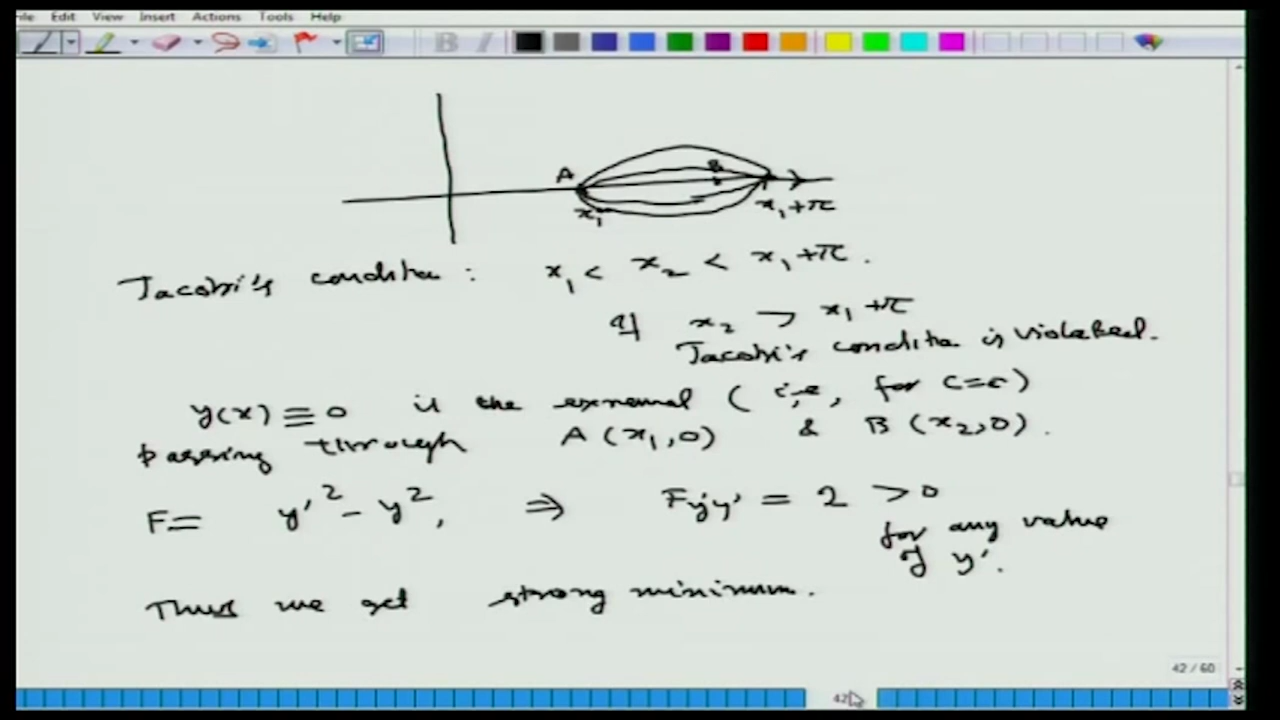 File Edit View Insert Actions Tools Help
A B
x₁ x₁+π
Jacobi's condition : x₁ < x₂ < x₁+π .
If x₂ > x₁+π
Jacobi's condition is violated.
y(x) ≡ 0 is the extremal ( i,e, for c=c)
passing through A (x₁,0) & B (x₂,0) .
F = y'² - y², ⇒ Fy'y' = 2 > 0
for any value
of y'.
Thus we get strong minimum.
42 / 60
42